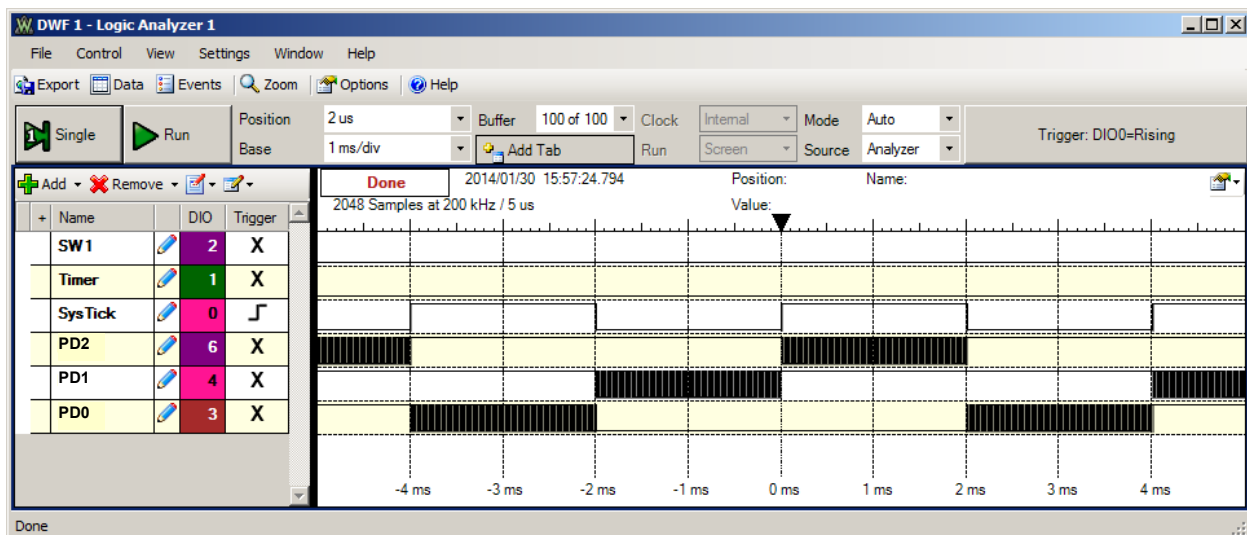 DWF 1 - Logic Analyzer 1
File Control View Settings Window Help
Export Data Events Zoom Options Help
Single Run Position 2 us Buffer 100 of 100 Clock Internal Mode Auto Trigger: DIO0=Rising
Base 1 ms/div Add Tab Run Screen Source Analyzer
Add Remove Done 2014/01/30 15:57:24.794 Position: Name:
2048 Samples at 200 kHz / 5 us Value:
+ Name DIO Trigger
SW1 2 X
Timer 1 X
SysTick 0
PD2 6 X
PD1 4 X
PD0 3 X
-4 ms -3 ms -2 ms -1 ms 0 ms 1 ms 2 ms 3 ms 4 ms
Done